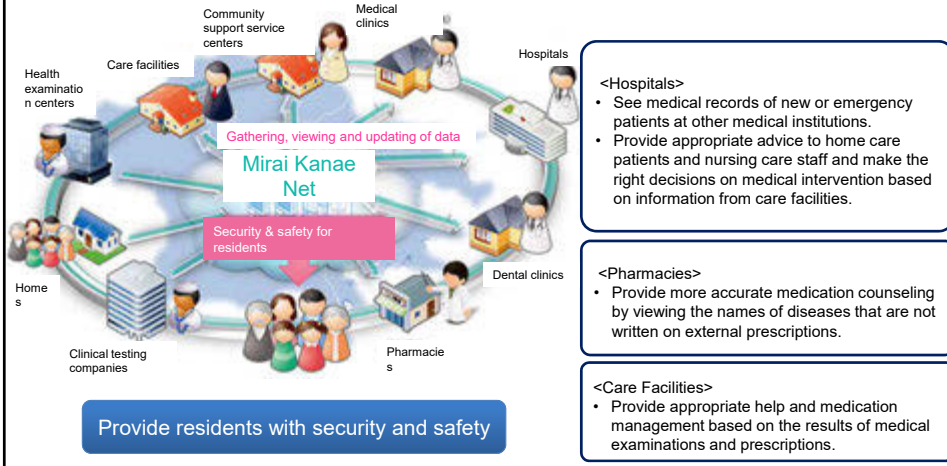 Community
support service
centers
Medical
clinics
Hospitals
Care facilities
Health
examinatio
n centers
Gathering, viewing and updating of data
Mirai Kanae
Net
Security & safety for
residents
Home
s
Clinical testing
companies
Pharmacie
s
Dental clinics
Provide residents with security and safety
<Hospitals>
• See medical records of new or emergency
patients at other medical institutions.
• Provide appropriate advice to home care
patients and nursing care staff and make the
right decisions on medical intervention based
on information from care facilities.
<Pharmacies>
• Provide more accurate medication counseling
by viewing the names of diseases that are not
written on external prescriptions.
<Care Facilities>
• Provide appropriate help and medication
management based on the results of medical
examinations and prescriptions.